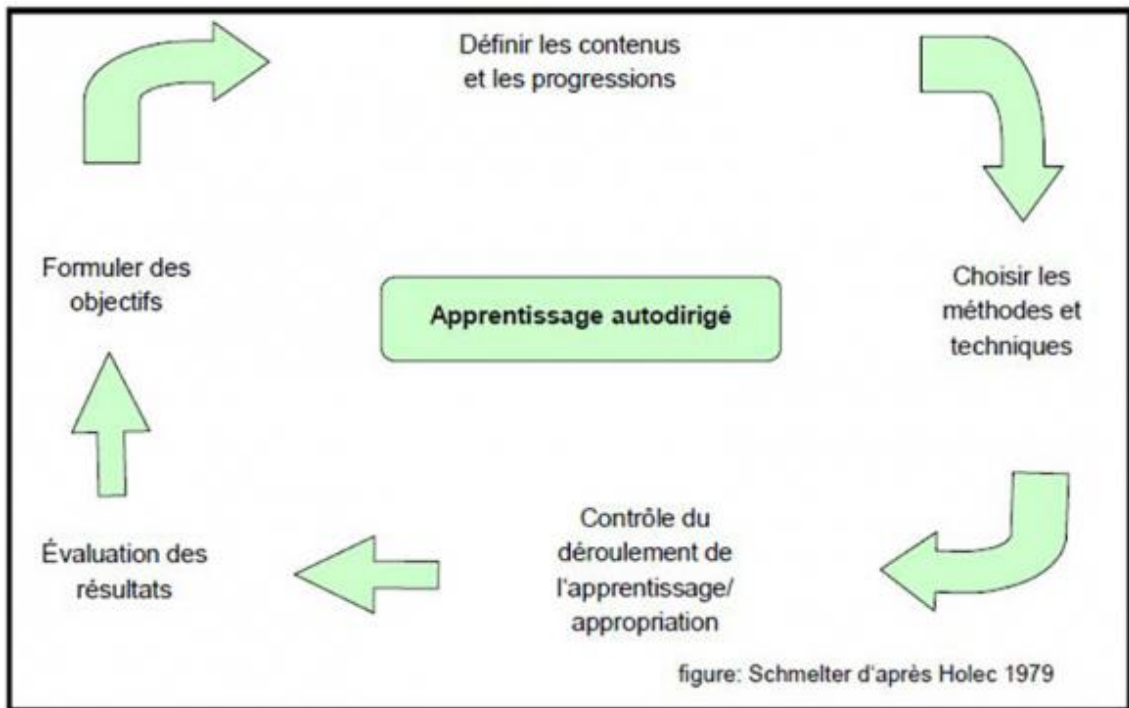 Définir les contenus
et les progressions
Formuler des
objectifs
Apprentissage autodirigé
Choisir les
méthodes et
techniques
Contrôle du
déroulement de
l'apprentissage/
appropriation
Évaluation des
résultats
figure: Schmelter d'après Holec 1979